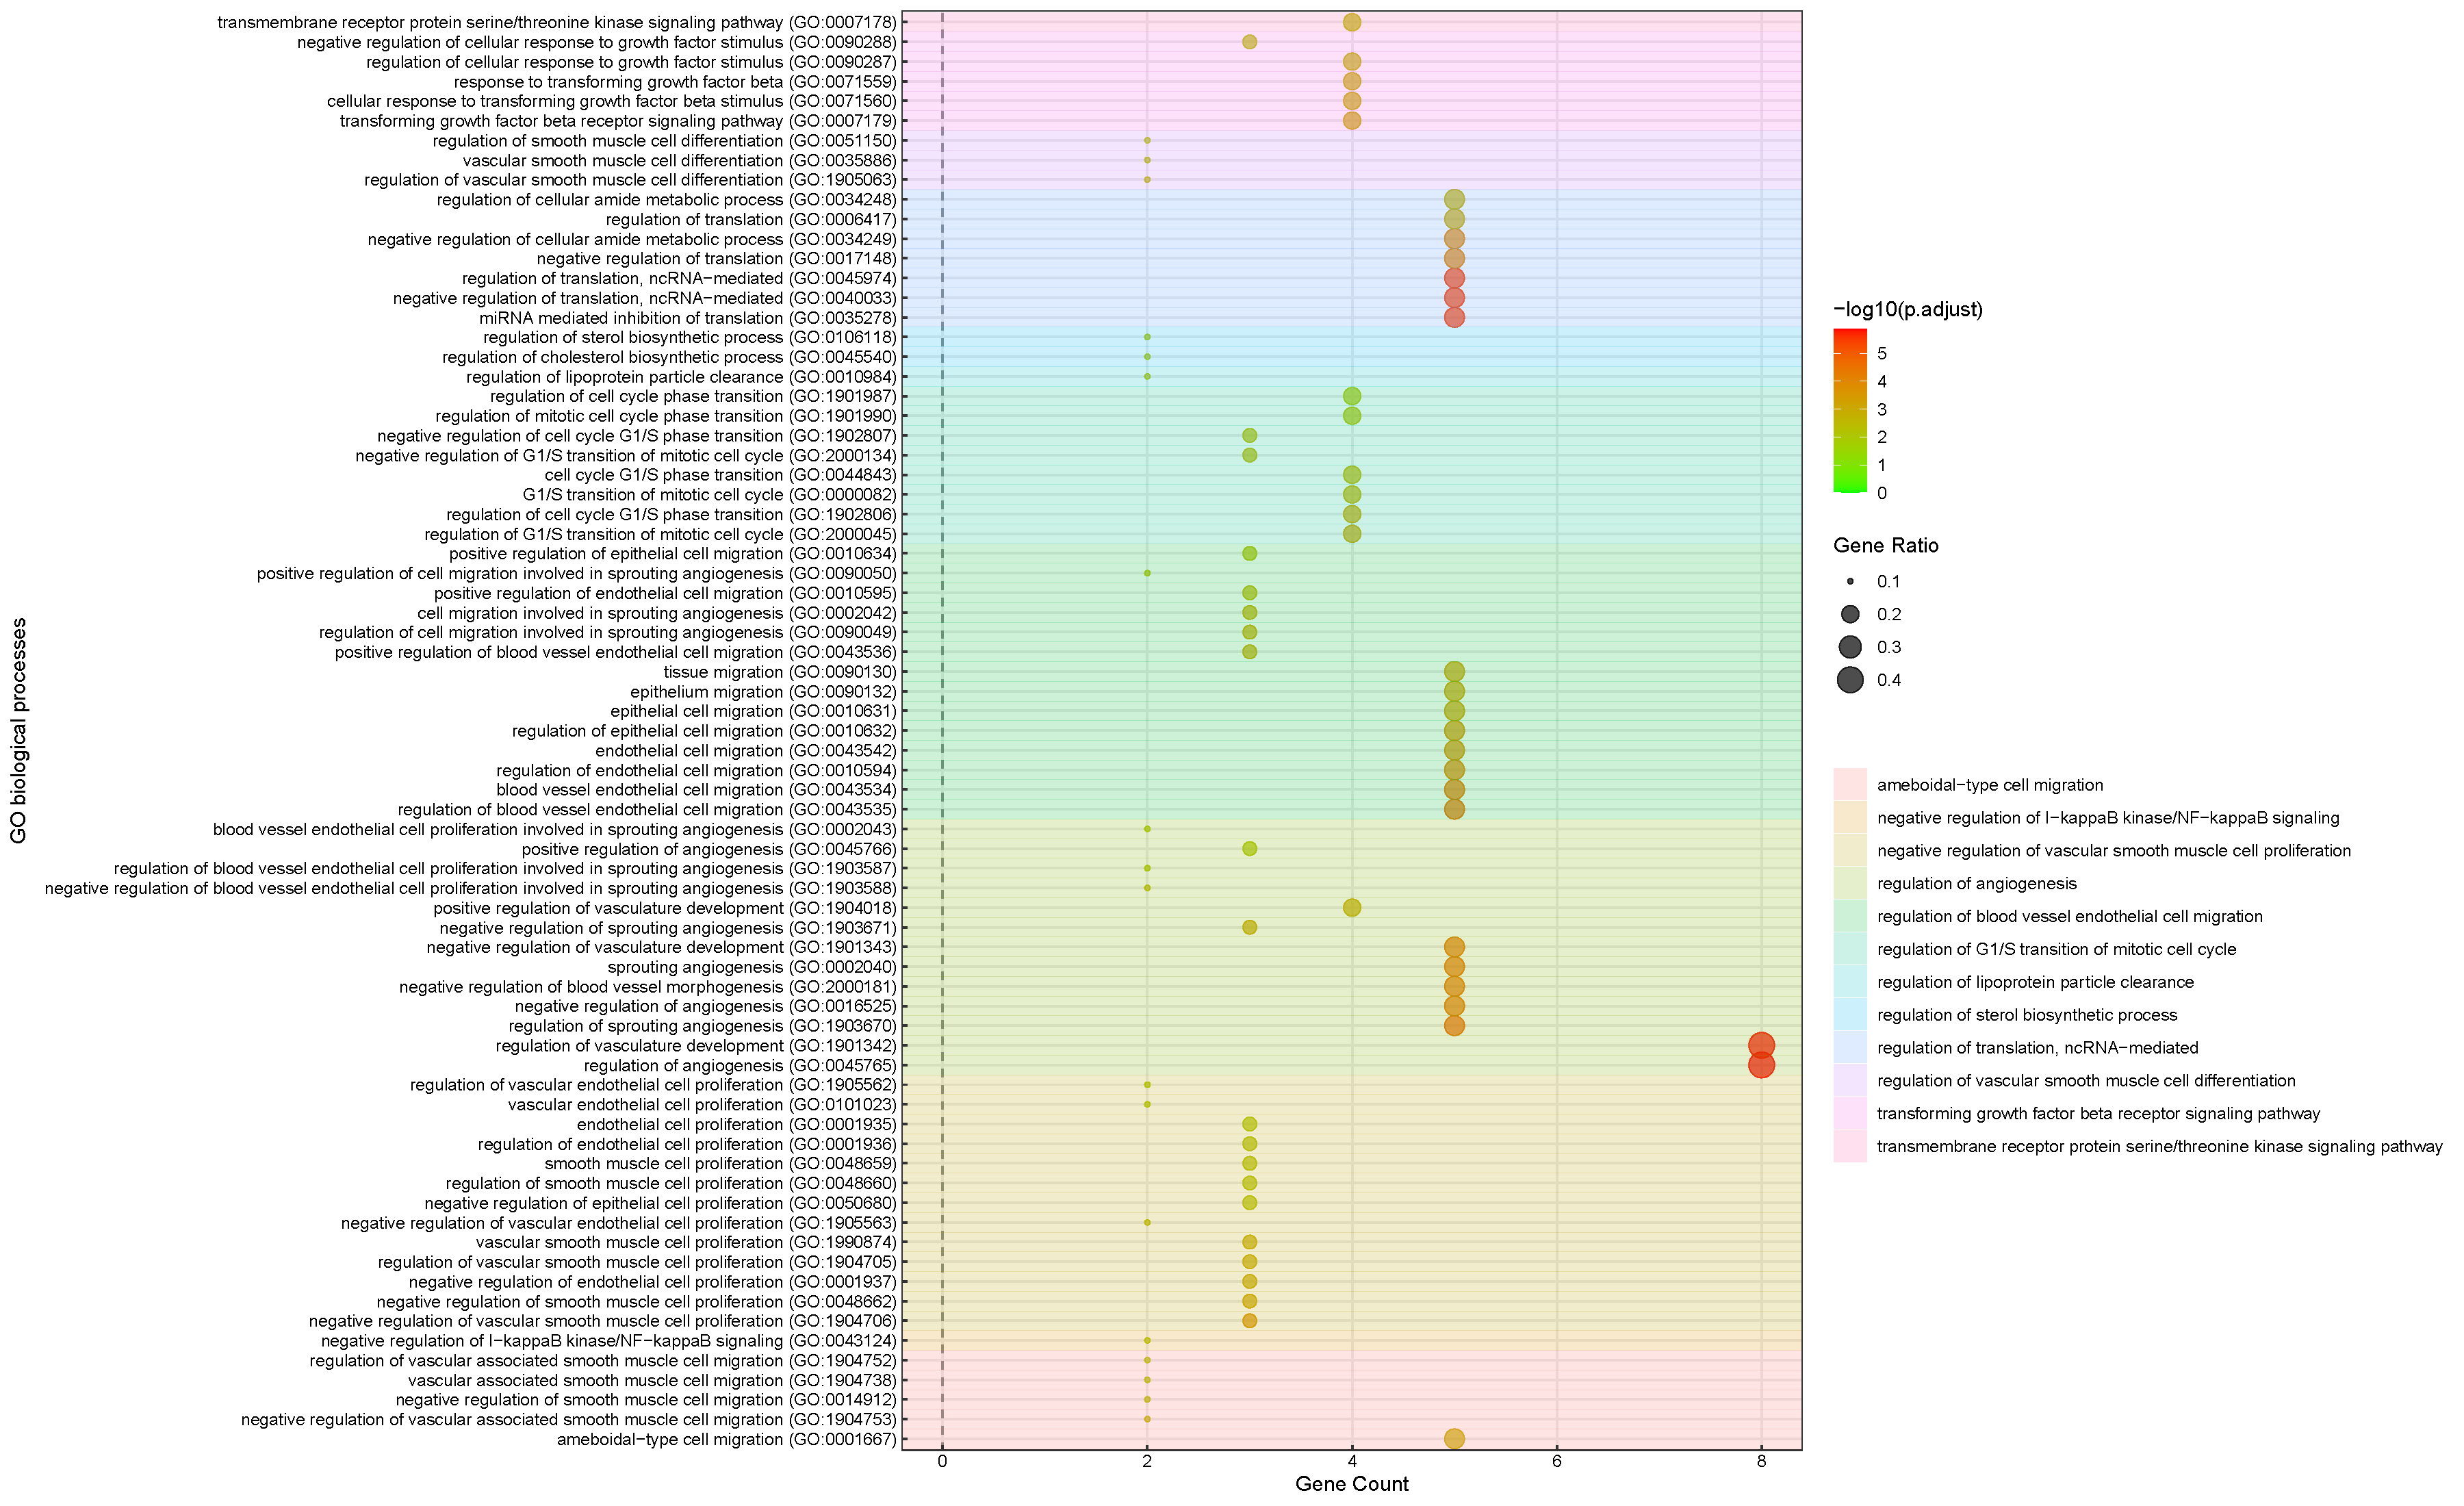 transmembrane receptor protein serine/threonine kinase signaling pathway (GO:0007178)
negative regulation of cellular response to growth factor stimulus (GO:0090288)
regulation of cellular response to growth factor stimulus (GO:0090287)
response to transforming growth factor beta (GO:0071559)
cellular response to transforming growth factor beta stimulus (GO:0071560)
transforming growth factor beta receptor signaling pathway (GO:0007179)
regulation of smooth muscle cell differentiation (GO:0051150)
vascular smooth muscle cell differentiation (GO:0035886)
regulation of vascular smooth muscle cell differentiation (GO:1905063)
regulation of cellular amide metabolic process (GO:0034248)
regulation of translation (GO:0006417)
negative regulation of cellular amide metabolic process (GO:0034249)
negative regulation of translation (GO:0017148)
regulation of translation, ncRNA−mediated (GO:0045974)
negative regulation of translation, ncRNA−mediated (GO:0040033)
miRNA mediated inhibition of translation (GO:0035278)
regulation of sterol biosynthetic process (GO:0106118)
regulation of cholesterol biosynthetic process (GO:0045540)
regulation of lipoprotein particle clearance (GO:0010984)
regulation of cell cycle phase transition (GO:1901987)
regulation of mitotic cell cycle phase transition (GO:1901990)
negative regulation of cell cycle G1/S phase transition (GO:1902807)
negative regulation of G1/S transition of mitotic cell cycle (GO:2000134)
cell cycle G1/S phase transition (GO:0044843)
G1/S transition of mitotic cell cycle (GO:0000082)
regulation of cell cycle G1/S phase transition (GO:1902806)
regulation of G1/S transition of mitotic cell cycle (GO:2000045)
positive regulation of epithelial cell migration (GO:0010634)
positive regulation of cell migration involved in sprouting angiogenesis (GO:0090050)
positive regulation of endothelial cell migration (GO:0010595)
cell migration involved in sprouting angiogenesis (GO:0002042)
regulation of cell migration involved in sprouting angiogenesis (GO:0090049)
positive regulation of blood vessel endothelial cell migration (GO:0043536)
tissue migration (GO:0090130)
epithelium migration (GO:0090132)
epithelial cell migration (GO:0010631)
regulation of epithelial cell migration (GO:0010632)
endothelial cell migration (GO:0043542)
regulation of endothelial cell migration (GO:0010594)
blood vessel endothelial cell migration (GO:0043534)
regulation of blood vessel endothelial cell migration (GO:0043535)
blood vessel endothelial cell proliferation involved in sprouting angiogenesis (GO:0002043)
positive regulation of angiogenesis (GO:0045766)
regulation of blood vessel endothelial cell proliferation involved in sprouting angiogenesis (GO:1903587)
negative regulation of blood vessel endothelial cell proliferation involved in sprouting angiogenesis (GO:1903588)
positive regulation of vasculature development (GO:1904018)
negative regulation of sprouting angiogenesis (GO:1903671)
negative regulation of vasculature development (GO:1901343)
sprouting angiogenesis (GO:0002040)
negative regulation of blood vessel morphogenesis (GO:2000181)
negative regulation of angiogenesis (GO:0016525)
regulation of sprouting angiogenesis (GO:1903670)
regulation of vasculature development (GO:1901342)
regulation of angiogenesis (GO:0045765)
regulation of vascular endothelial cell proliferation (GO:1905562)
vascular endothelial cell proliferation (GO:0101023)
endothelial cell proliferation (GO:0001935)
regulation of endothelial cell proliferation (GO:0001936)
smooth muscle cell proliferation (GO:0048659)
regulation of smooth muscle cell proliferation (GO:0048660)
negative regulation of epithelial cell proliferation (GO:0050680)
negative regulation of vascular endothelial cell proliferation (GO:1905563)
vascular smooth muscle cell proliferation (GO:1990874)
regulation of vascular smooth muscle cell proliferation (GO:1904705)
negative regulation of endothelial cell proliferation (GO:0001937)
negative regulation of smooth muscle cell proliferation (GO:0048662)
negative regulation of vascular smooth muscle cell proliferation (GO:1904706)
negative regulation of I−kappaB kinase/NF−kappaB signaling (GO:0043124)
regulation of vascular associated smooth muscle cell migration (GO:1904752)
vascular associated smooth muscle cell migration (GO:1904738)
negative regulation of smooth muscle cell migration (GO:0014912)
negative regulation of vascular associated smooth muscle cell migration (GO:1904753)
ameboidal−type cell migration (GO:0001667)
GO biological processes
0 2 4 6 8
Gene Count
−log10(p.adjust)
5
4
3
2
1
0
Gene Ratio
0.1
0.2
0.3
0.4
ameboidal−type cell migration
negative regulation of I−kappaB kinase/NF−kappaB signaling
negative regulation of vascular smooth muscle cell proliferation
regulation of angiogenesis
regulation of blood vessel endothelial cell migration
regulation of G1/S transition of mitotic cell cycle
regulation of lipoprotein particle clearance
regulation of sterol biosynthetic process
regulation of translation, ncRNA−mediated
regulation of vascular smooth muscle cell differentiation
transforming growth factor beta receptor signaling pathway
transmembrane receptor protein serine/threonine kinase signaling pathway